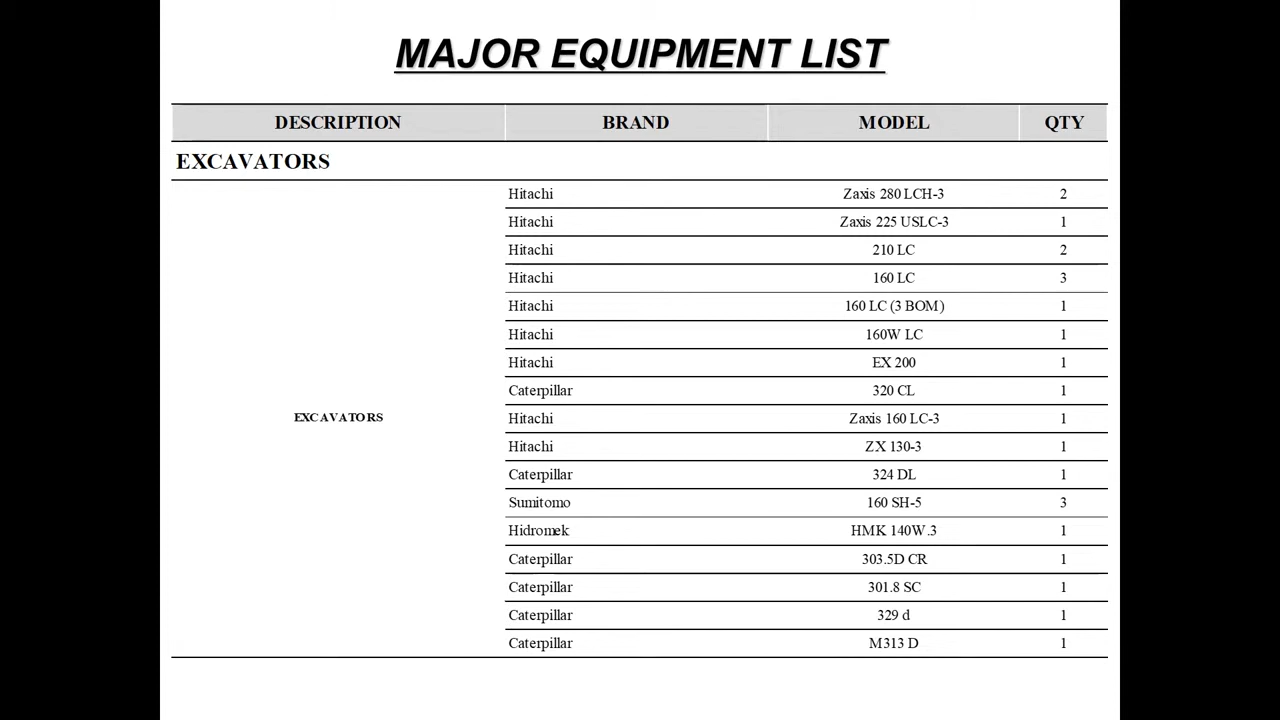 MAJOR EQUIPMENT LIST
DESCRIPTION BRAND MODEL QTY
EXCAVATORS
Hitachi Zaxis 280 LCH-3 2
Hitachi Zaxis 225 USLC-3 1
Hitachi 210 LC 2
Hitachi 160 LC 3
Hitachi 160 LC (3 BOM) 1
Hitachi 160W LC 1
Hitachi EX 200 1
Caterpillar 320 CL 1
EXCAVATORS Hitachi Zaxis 160 LC-3 1
Hitachi ZX 130-3 1
Caterpillar 324 DL 1
Sumitomo 160 SH-5 3
Hidromek HMK 140W.3 1
Caterpillar 303.5D CR 1
Caterpillar 301.8 SC 1
Caterpillar 329 d 1
Caterpillar M313 D 1